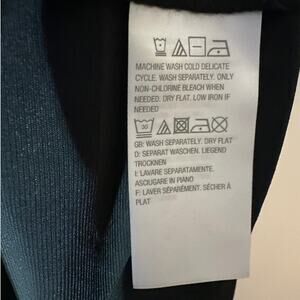 MACHINE WASH COLD DELICATE
CYCLE. WASH SEPARATELY. ONLY
NON-CHLORINE BLEACH WHEN
NEEDED. DRY FLAT. LOW IRON IF
NEEDED
30
GB: WASH SEPARATELY. DRY FLAT
D: SEPARAT WASCHEN. LIEGEND
TROCKNEN
I: LAVARE SEPARATAMENTE.
ASCIUGARE IN PIANO
F: LAVER SÉPARÉMENT. SÉCHER À
PLAT